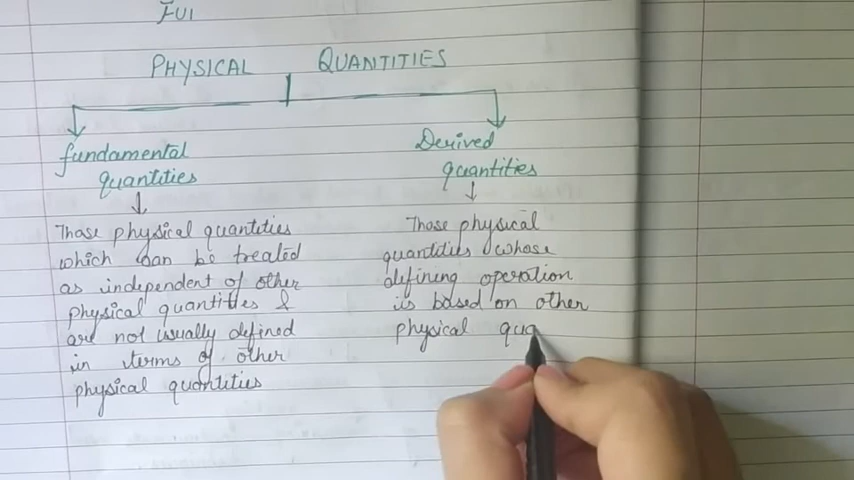 PHYSICAL QUANTITIES
fundamental
quantities
Those physical quantities
which can be treated
as independent of other
physical quantities &
are not usually defined
in terms of other
physical quantities
Derived
quantities
Those physical
quantities whose
defining operation
is based on other
physical qua